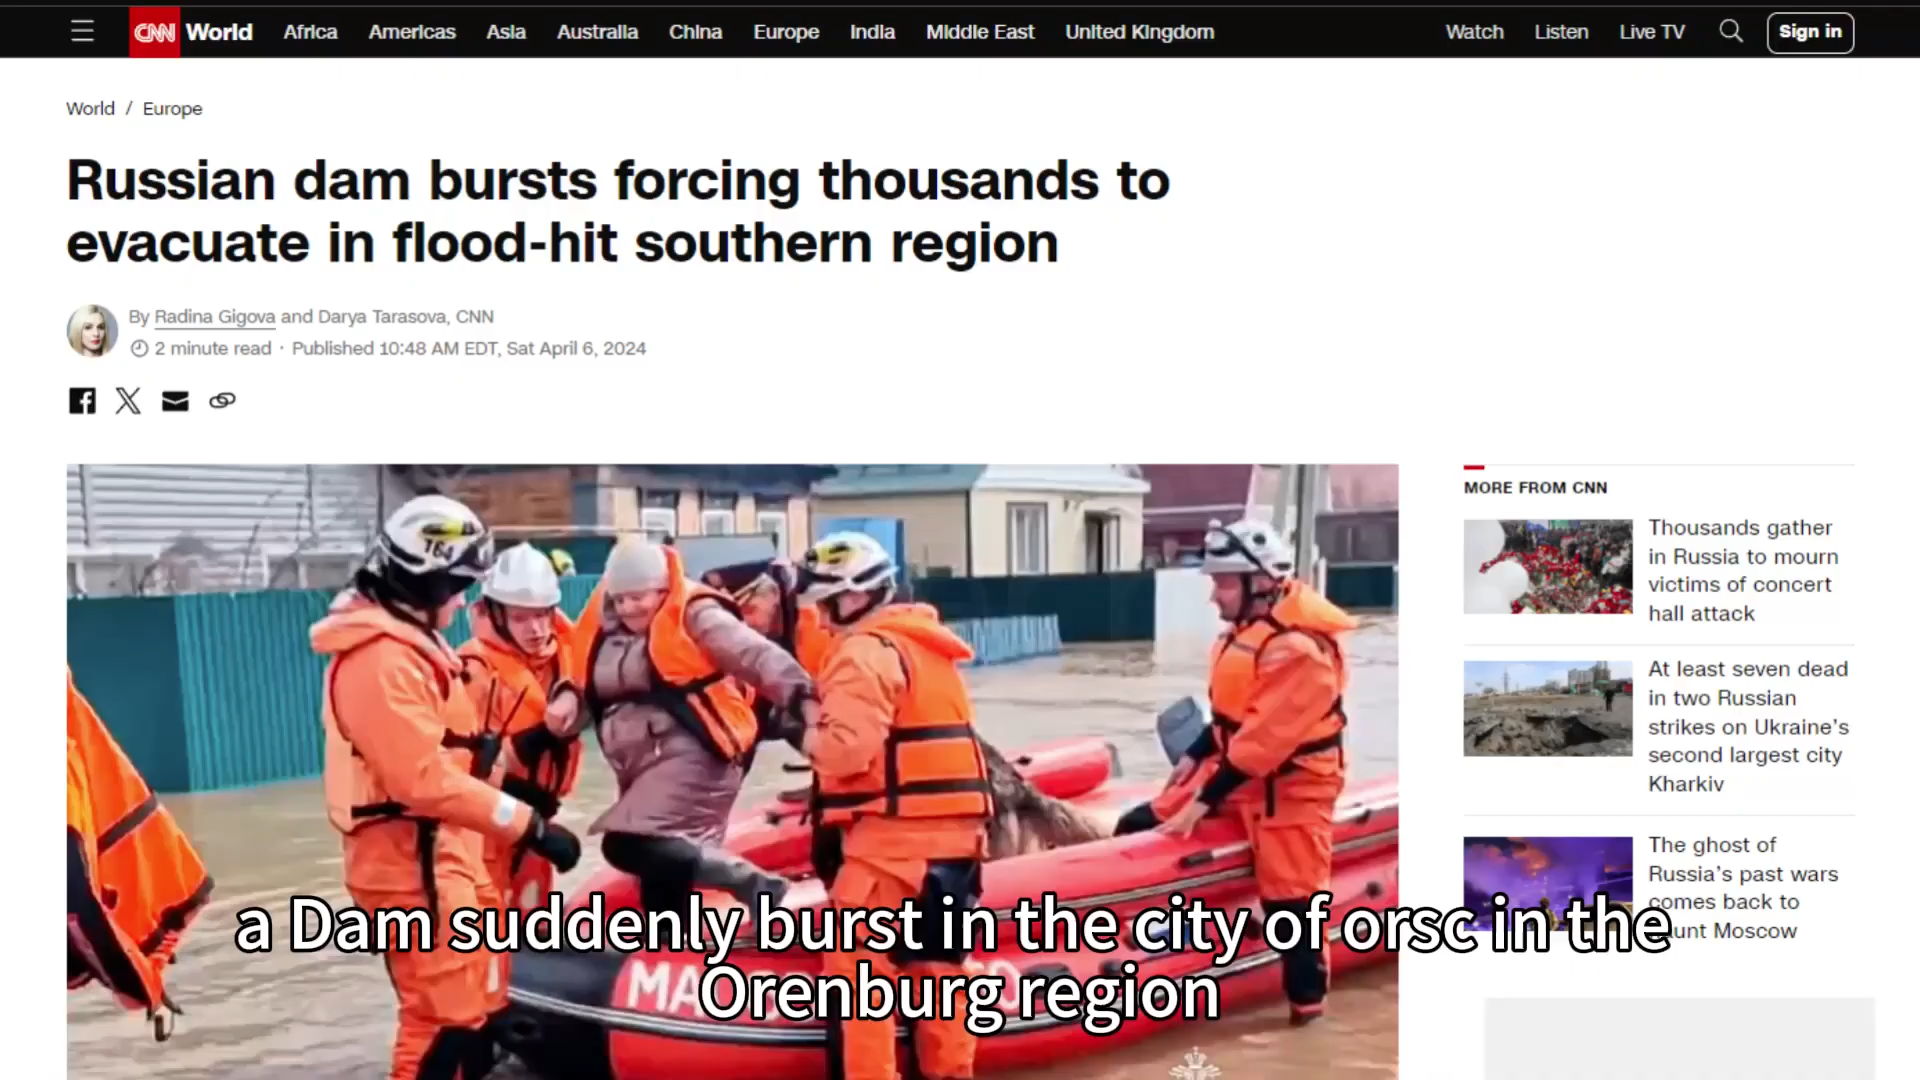 CNN World Africa Americas Asia Australia China Europe India Middle East United Kingdom Watch Listen Live TV Sign in
World / Europe
Russian dam bursts forcing thousands to
evacuate in flood-hit southern region
By Radina Gigova and Darya Tarasova, CNN
2 minute read · Published 10:48 AM EDT, Sat April 6, 2024
MORE FROM CNN
Thousands gather
in Russia to mourn
victims of concert
hall attack
At least seven dead
in two Russian
strikes on Ukraine's
second largest city
Kharkiv
The ghost of
Russia's past wars
comes back to
Moscow
164
a Dam suddenly burst in the city of orsc in the
Orenburg region